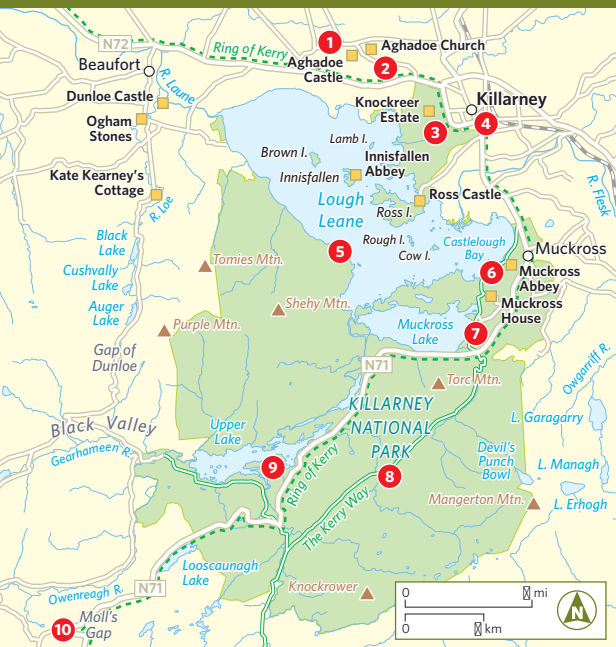 N72
Ring of Kerry
1
Aghadoe Church
Aghadoe
Castle
2
Beaufort
R. Laune
Dunloe Castle
Ogham
Stones
Knockreer
Estate
3
Killarney
4
Lamb I.
Brown I.
Innisfallen
Abbey
Innisfallen
Kate Kearney's
Cottage
R. Loe
Lough
Leane
Ross Castle
Ross I.
R. Flesk
Black
Lake
Cushvally
Lake
Auger
Lake
Rough I.
Cow I.
5
Castlelough
Bay
Muckross
6
Muckross
Abbey
Tomies Mtn.
Shehy Mtn.
Purple Mtn.
Muckross
House
Muckross
Lake
7
Gap of
Dunloe
N71
Torc Mtn.
Owgarriff R.
KILLARNEY
NATIONAL
PARK
L. Garagarry
Black Valley
Gearhameen R.
Upper
Lake
9
Ring of Kerry
8
Devil's
Punch
Bowl
L. Managh
Mangerton Mtn.
L. Erhogh
The Kerry Way
Looscaunagh
Lake
N71
Owenreagh R.
Knockrower
Moll's
Gap
10
0 mi
0 km
N